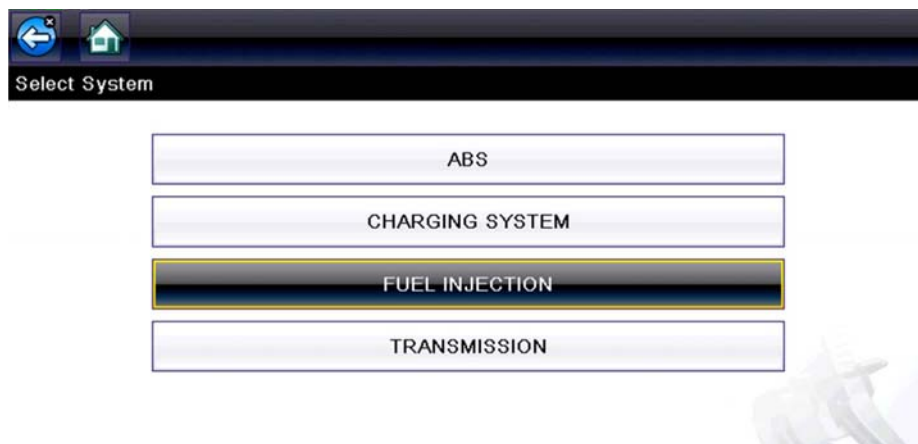 Select System
ABS
CHARGING SYSTEM
FUEL INJECTION
TRANSMISSION